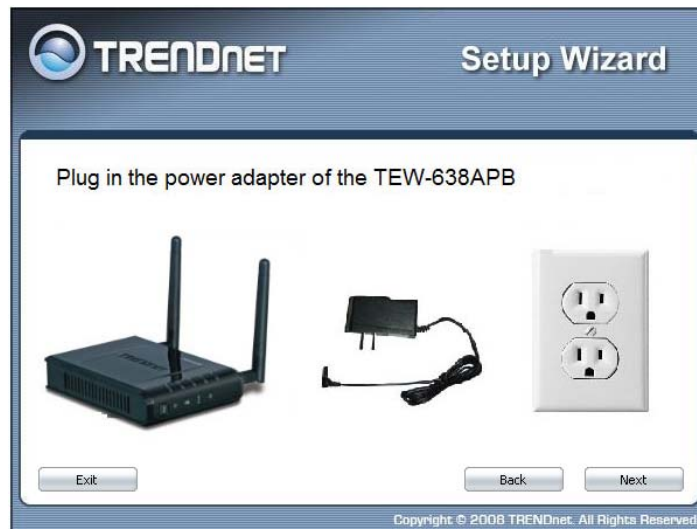 TRENDnet
Setup Wizard
Plug in the power adapter of the TEW-638APB
TRENDNET
Exit
Back
Next
Copyright © 2008 TRENDnet. All Rights Reserved